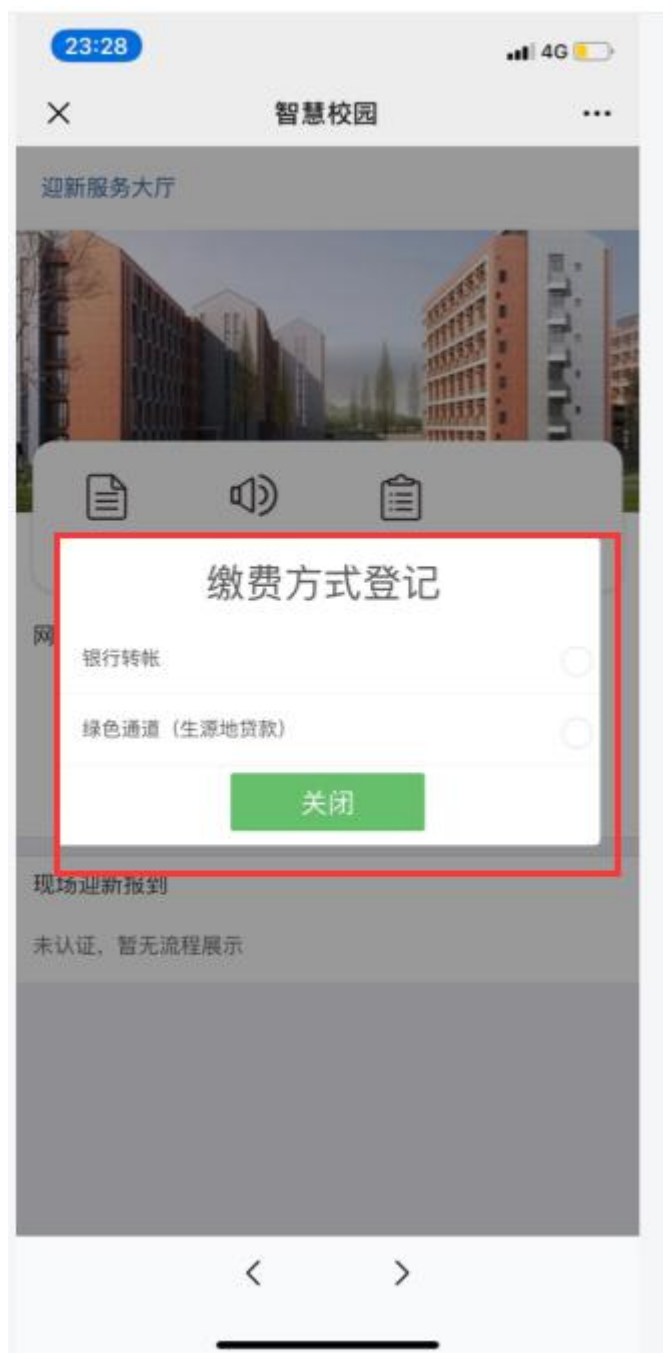 23:28
4G
智慧校园
迎新服务大厅
缴费方式登记
网
银行转帐
绿色通道（生源地贷款）
关闭
现场迎新报到
未认证，暂无流程展示